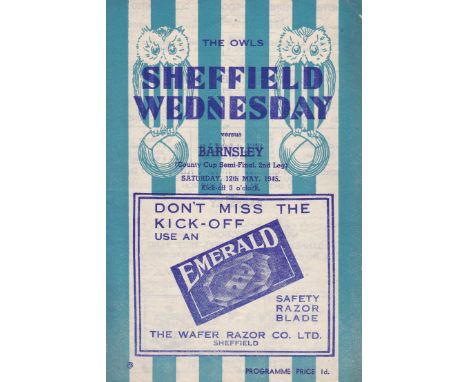 THE OWLS
SHEFFIELD
WEDNESDAY
versus
BARNSLEY
(County Cup Semi-Final, 2nd Leg)
SATURDAY, 12th MAY, 1945.
Kick-off 3 o'clock.
DON'T MISS THE
KICK-OFF
USE AN
EMERALD
SAFETY
RAZOR
BLADE
THE WAFER RAZOR CO. LTD.
SHEFFIELD
PROGRAMME PRICE 1d.